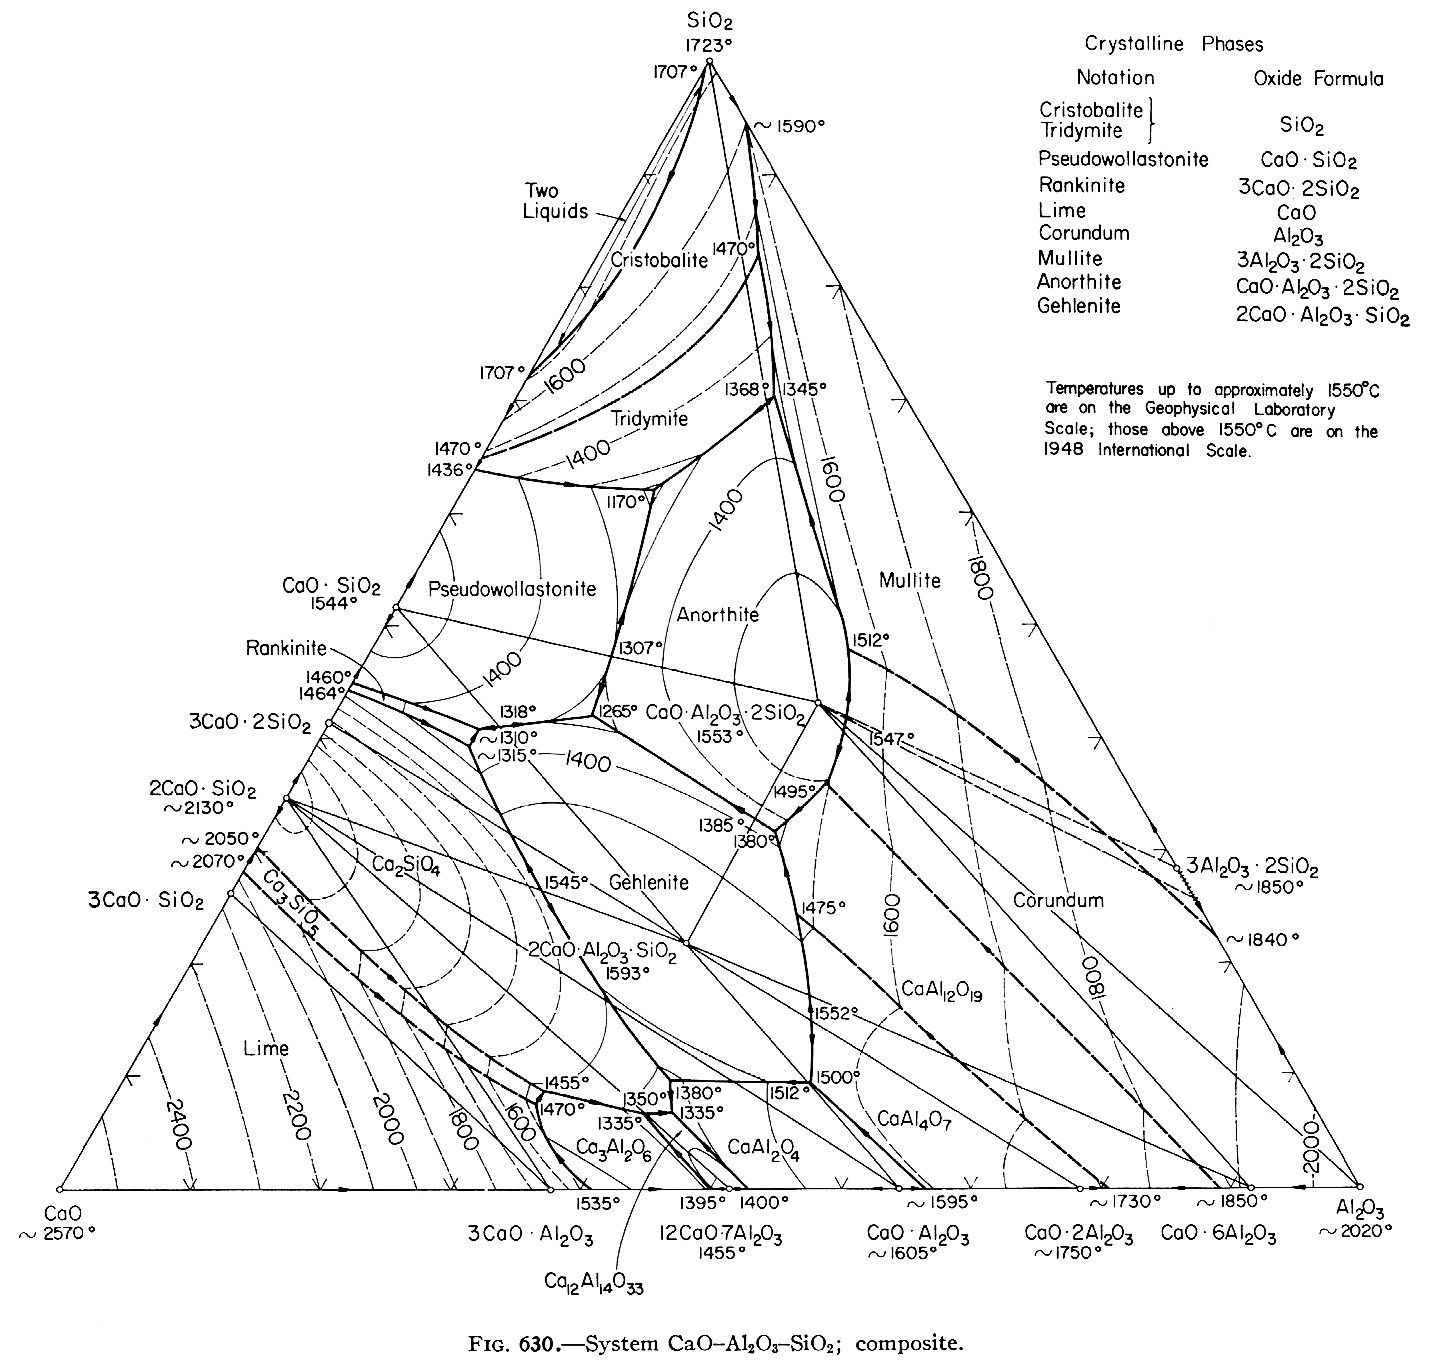 SiO₂
1723°
1707°
~1590°
Crystalline Phases
Notation Oxide Formula
Cristobalite
Tridymite } SiO₂
Pseudowollastonite CaO·SiO₂
Rankinite 3CaO·2SiO₂
Lime CaO
Corundum Al₂O₃
Mullite 3Al₂O₃·2SiO₂
Anorthite CaO·Al₂O₃·2SiO₂
Gehlenite 2CaO·Al₂O₃·SiO₂
Temperatures up to approximately 1550°C
are on the Geophysical Laboratory
Scale; those above 1550°C are on the
1948 International Scale.
Two
Liquids
Cristobalite
1470°
1707°
1600
1368°
1345°
Tridymite
1470°
1436°
1400
1600
1170°
1400
1800
Mullite
CaO·SiO₂
1544°
Pseudowollastonite
Anorthite
Rankinite
1307°
1512°
1460°
1464°
1400
3CaO·2SiO₂
1318°
1265°
CaO·Al₂O₃·2SiO₂
1553°
~1310°
~1315°
1400
1547°
2CaO·SiO₂
~2130°
1495°
1385°
1380°
~2050°
~2070°
Ca₂SiO₄
3CaO·SiO₂
Ca₃SiO₅
1545°
Gehlenite
1475°
1600
Corundum
3Al₂O₃·2SiO₂
~1850°
~1840°
2CaO·Al₂O₃·SiO₂
1593°
CaAl₁₂O₁₉
1800
1552°
Lime
1455°
1470°
1350°
1380°
1335°
1335°
1512°
1500°
2400
2200
2000
1800
1600
Ca₃Al₂O₆
CaAl₂O₄
CaAl₄O₇
2000
CaO
~2570°
1535°
1395°
1400°
~1595°
~1730°
~1850°
Al₂O₃
~2020°
3CaO·Al₂O₃
12CaO·7Al₂O₃
1455°
CaO·Al₂O₃
~1605°
CaO·2Al₂O₃
~1750°
CaO·6Al₂O₃
Ca₁₂Al₁₄O₃₃
Fig. 630.—System CaO–Al₂O₃–SiO₂; composite.